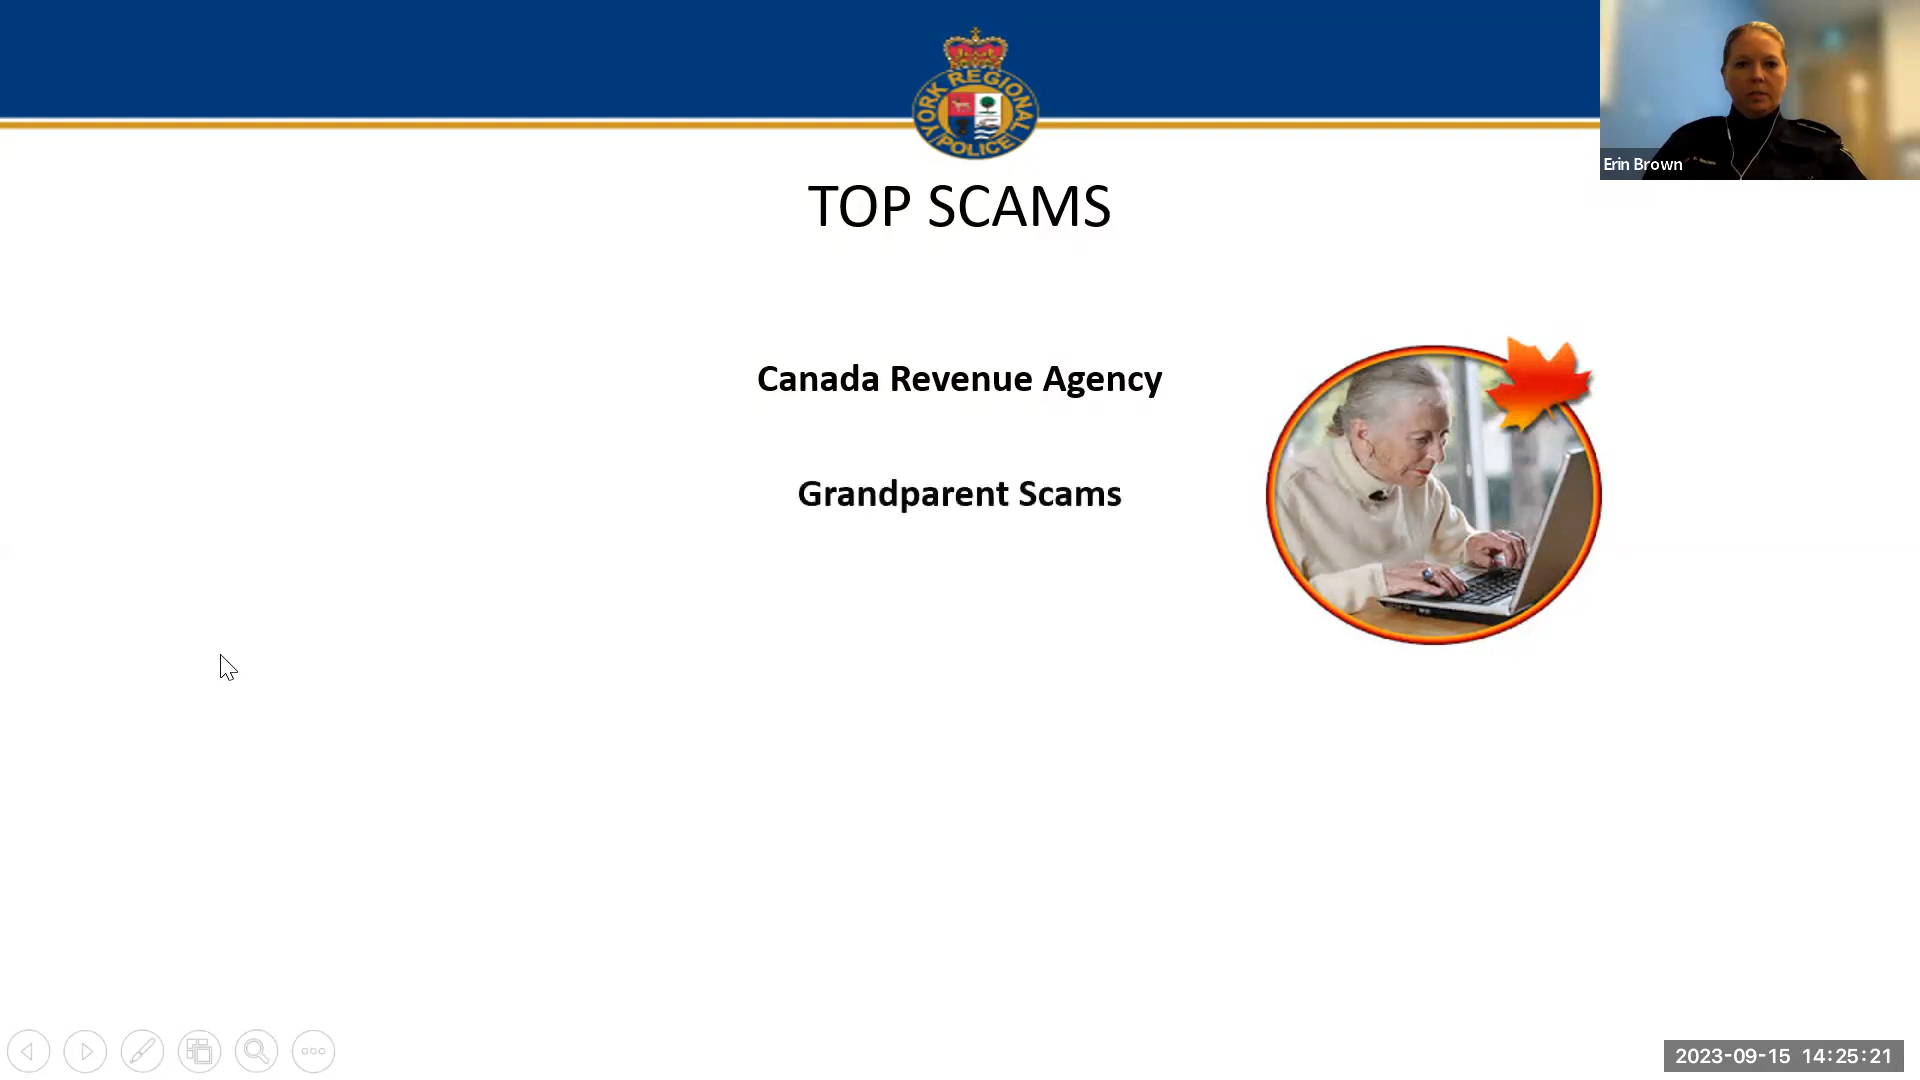 YORK REGIONAL
POLICE
Erin Brown
TOP SCAMS
Canada Revenue Agency
Grandparent Scams
2023-09-15 14:25:21